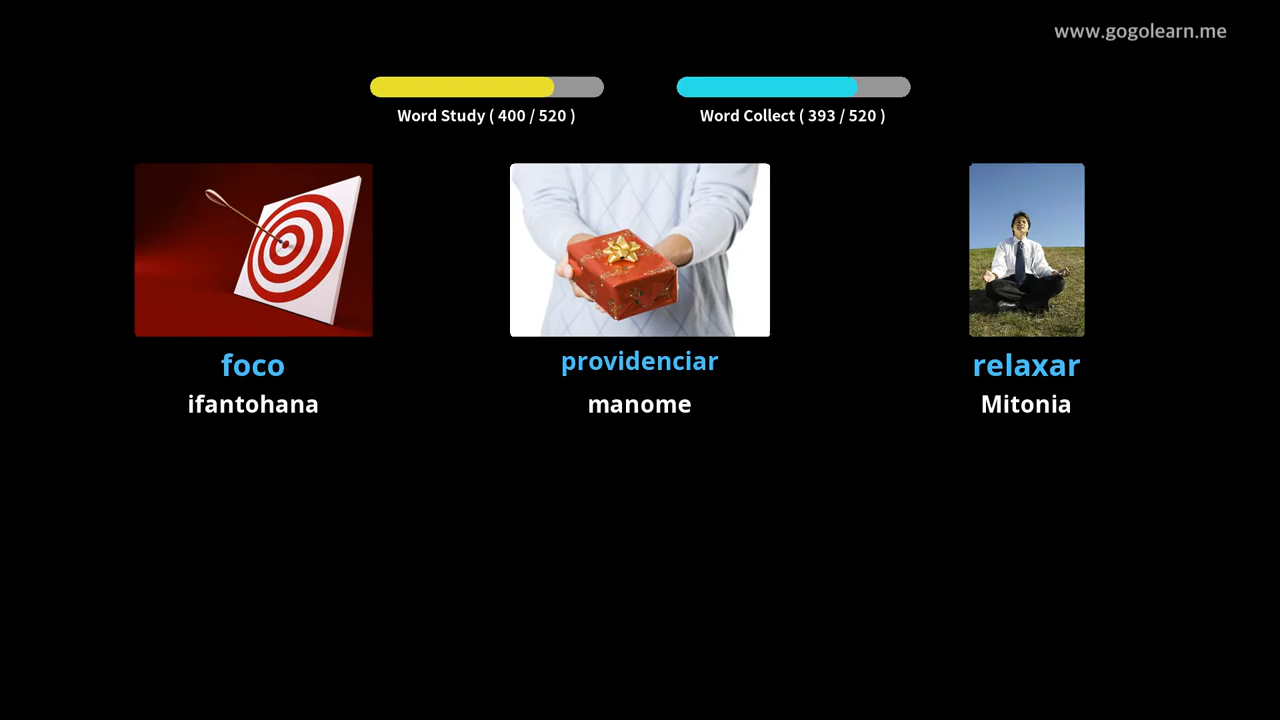 www.gogolearn.me
Word Study ( 400 / 520 )
Word Collect ( 393 / 520 )
foco
ifantohana
providenciar
manome
relaxar
Mitonia